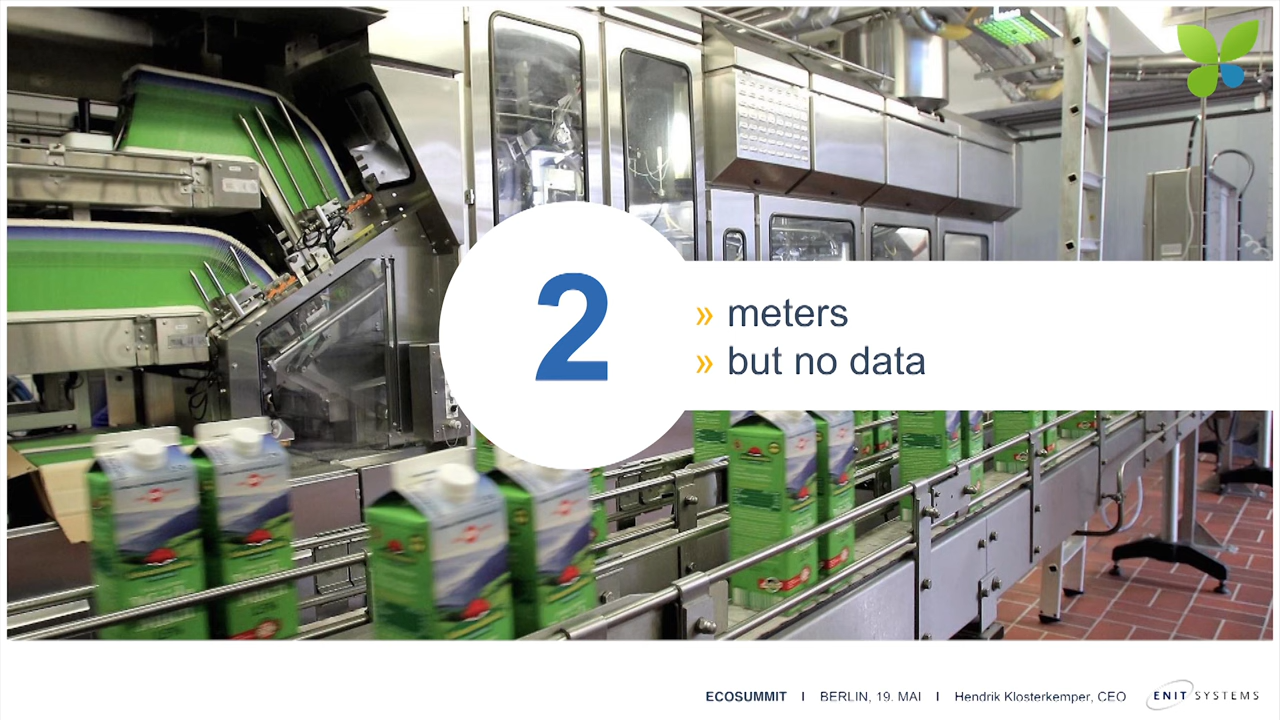 2
» meters
» but no data
ECOSUMMIT I BERLIN, 19. MAI I Hendrik Klosterkemper, CEO ENIT SYSTEMS